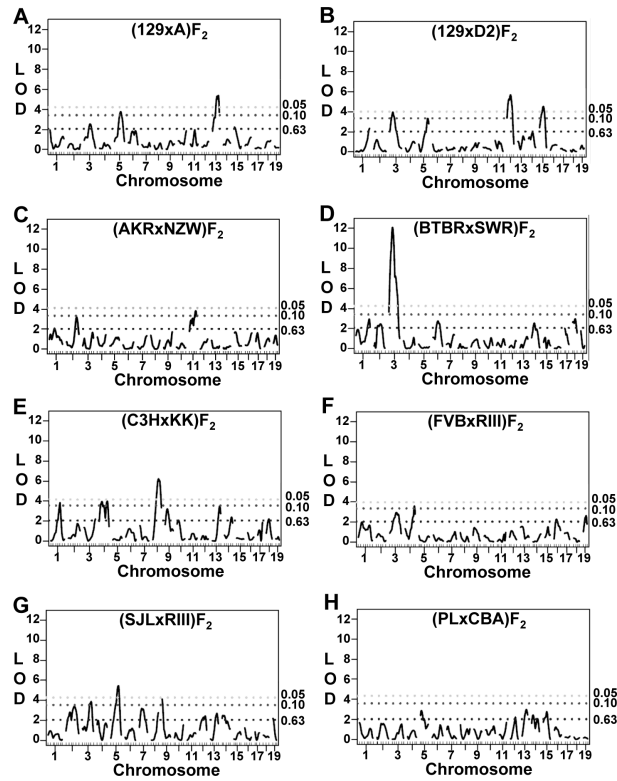 A
(129xA)F2
12
10
8
6
4
2
0
L
O
D
0.05
0.10
0.63
1 3 5 7 9 11 13 15 17 19
Chromosome
B
(129xD2)F2
12
10
8
6
4
2
0
L
O
D
0.05
0.10
0.63
1 3 5 7 9 11 13 15 17 19
Chromosome
C
(AKRxNZW)F2
12
10
8
6
4
2
0
L
O
D
0.05
0.10
0.63
1 3 5 7 9 11 13 15 17 19
Chromosome
D
(BTBRxSWR)F2
12
10
8
6
4
2
0
L
O
D
0.05
0.10
0.63
1 3 5 7 9 11 13 15 17 19
Chromosome
E
(C3HxKK)F2
12
10
8
6
4
2
0
L
O
D
0.05
0.10
0.63
1 3 5 7 9 11 13 15 17 19
Chromosome
F
(FVBxRIII)F2
12
10
8
6
4
2
0
L
O
D
0.05
0.10
0.63
1 3 5 7 9 11 13 15 17 19
Chromosome
G
(SJLxRIII)F2
12
10
8
6
4
2
0
L
O
D
0.05
0.10
0.63
1 3 5 7 9 11 13 15 17 19
Chromosome
H
(PLxCBA)F2
12
10
8
6
4
2
0
L
O
D
0.05
0.10
0.63
1 3 5 7 9 11 13 15 17 19
Chromosome